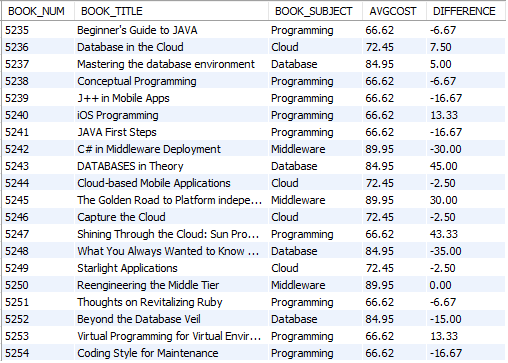 BOOK_NUM BOOK_TITLE BOOK_SUBJECT AVGCOST DIFFERENCE
5235 Beginner's Guide to JAVA Programming 66.62 -6.67
5236 Database in the Cloud Cloud 72.45 7.50
5237 Mastering the database environment Database 84.95 5.00
5238 Conceptual Programming Programming 66.62 -6.67
5239 J++ in Mobile Apps Programming 66.62 -16.67
5240 iOS Programming Programming 66.62 13.33
5241 JAVA First Steps Programming 66.62 -16.67
5242 C# in Middleware Deployment Middleware 89.95 -30.00
5243 DATABASES in Theory Database 84.95 45.00
5244 Cloud-based Mobile Applications Cloud 72.45 -2.50
5245 The Golden Road to Platform indepe... Middleware 89.95 30.00
5246 Capture the Cloud Cloud 72.45 -2.50
5247 Shining Through the Cloud: Sun Pro... Programming 66.62 43.33
5248 What You Always Wanted to Know ... Database 84.95 -35.00
5249 Starlight Applications Cloud 72.45 -2.50
5250 Reengineering the Middle Tier Middleware 89.95 0.00
5251 Thoughts on Revitalizing Ruby Programming 66.62 -6.67
5252 Beyond the Database Veil Database 84.95 -15.00
5253 Virtual Programming for Virtual Envir... Programming 66.62 13.33
5254 Coding Style for Maintenance Programming 66.62 -16.67